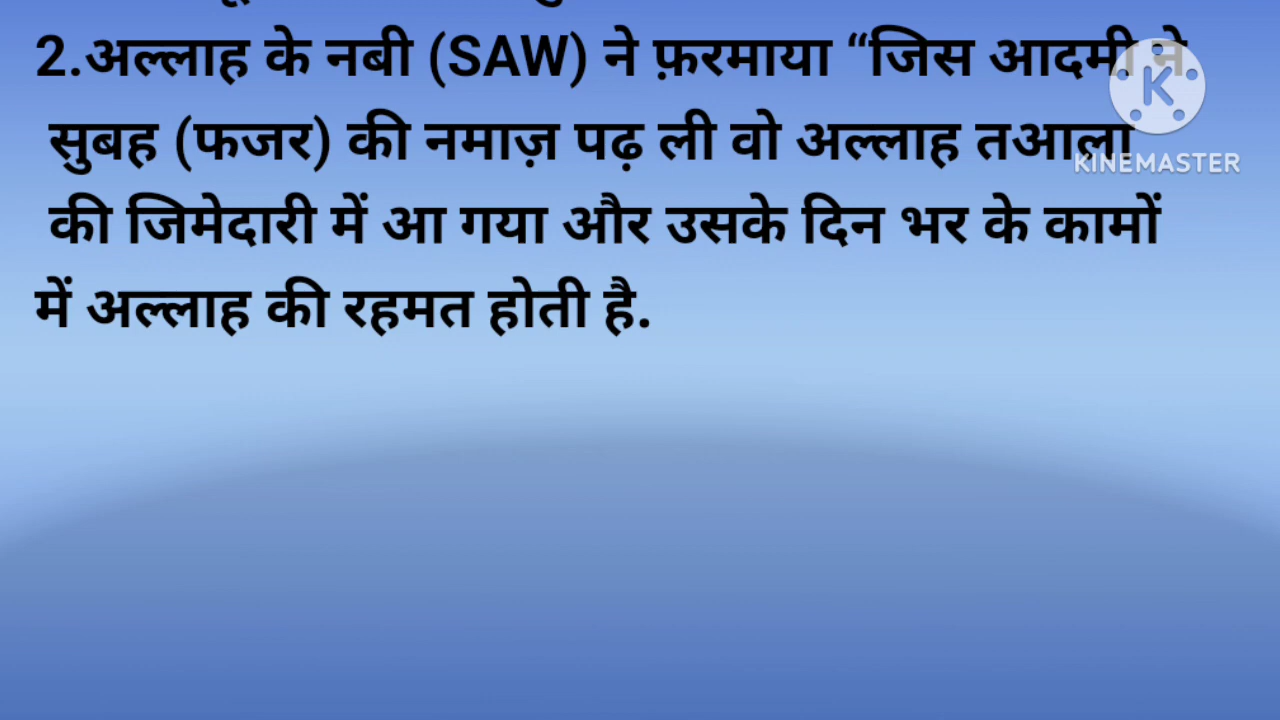 2.अल्लाह के नबी (SAW) ने फ़रमाया “जिस आदमी ने
सुबह (फजर) की नमाज़ पढ़ ली वो अल्लाह तआला
की जिमेदारी में आ गया और उसके दिन भर के कामों
में अल्लाह की रहमत होती है.
KINEMASTER